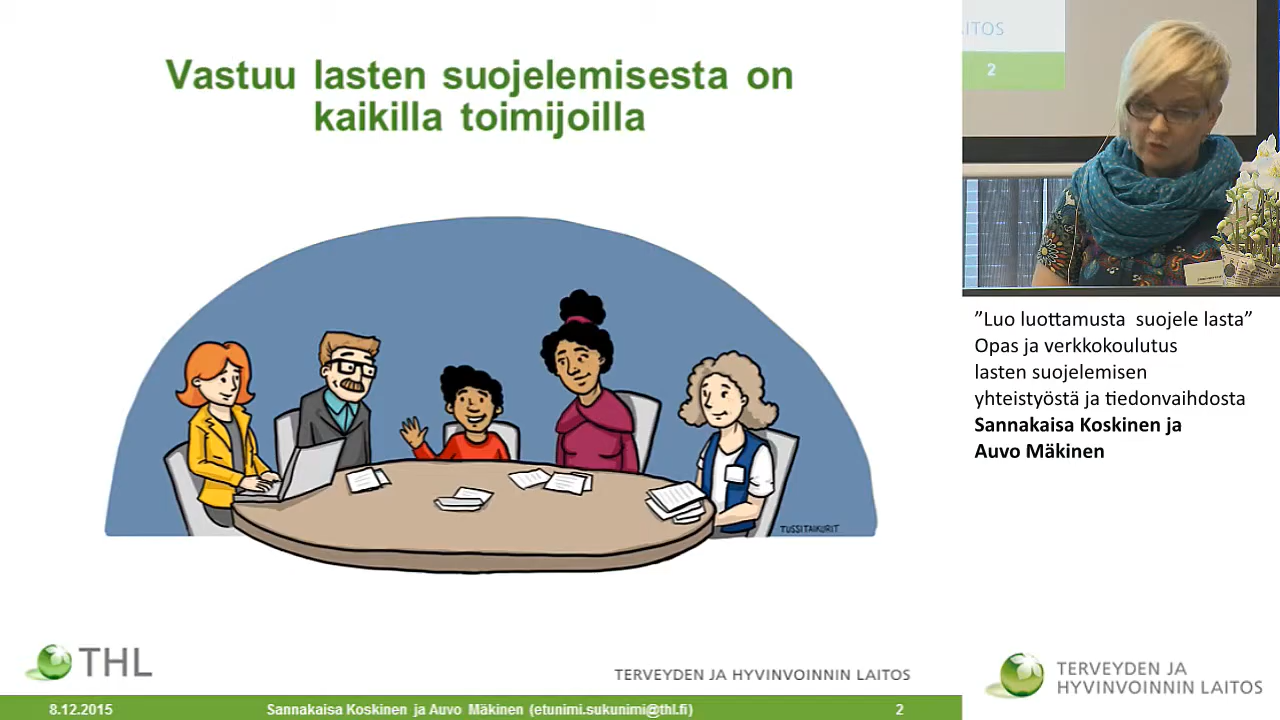 Vastuu lasten suojelemisesta on
kaikilla toimijoilla
TUSSITAIKURIT
THL
TERVEYDEN JA HYVINVOINNIN LAITOS
8.12.2015
Sannakaisa Koskinen ja Auvo Mäkinen (etunimi.sukunimi@thl.fi)
2
LAITOS
2
”Luo luottamusta suojele lasta”
Opas ja verkkokoulutus
lasten suojelemisen
yhteistyöstä ja tiedonvaihdosta
Sannakaisa Koskinen ja
Auvo Mäkinen
TERVEYDEN JA
HYVINVOINNIN LAITOS